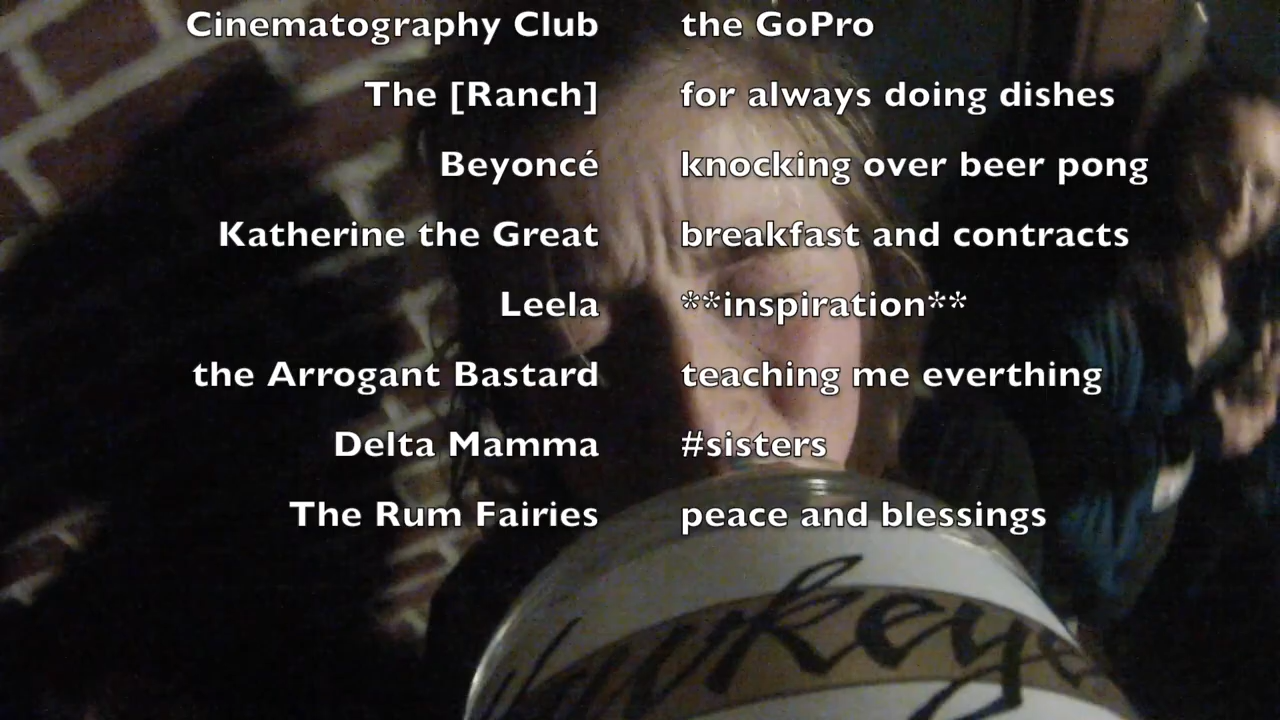 Cinematography Club the GoPro
The [Ranch] for always doing dishes
Beyoncé knocking over beer pong
Katherine the Great breakfast and contracts
Leela **inspiration**
the Arrogant Bastard teaching me everthing
Delta Mamma #sisters
The Rum Fairies peace and blessings
Hawkeye